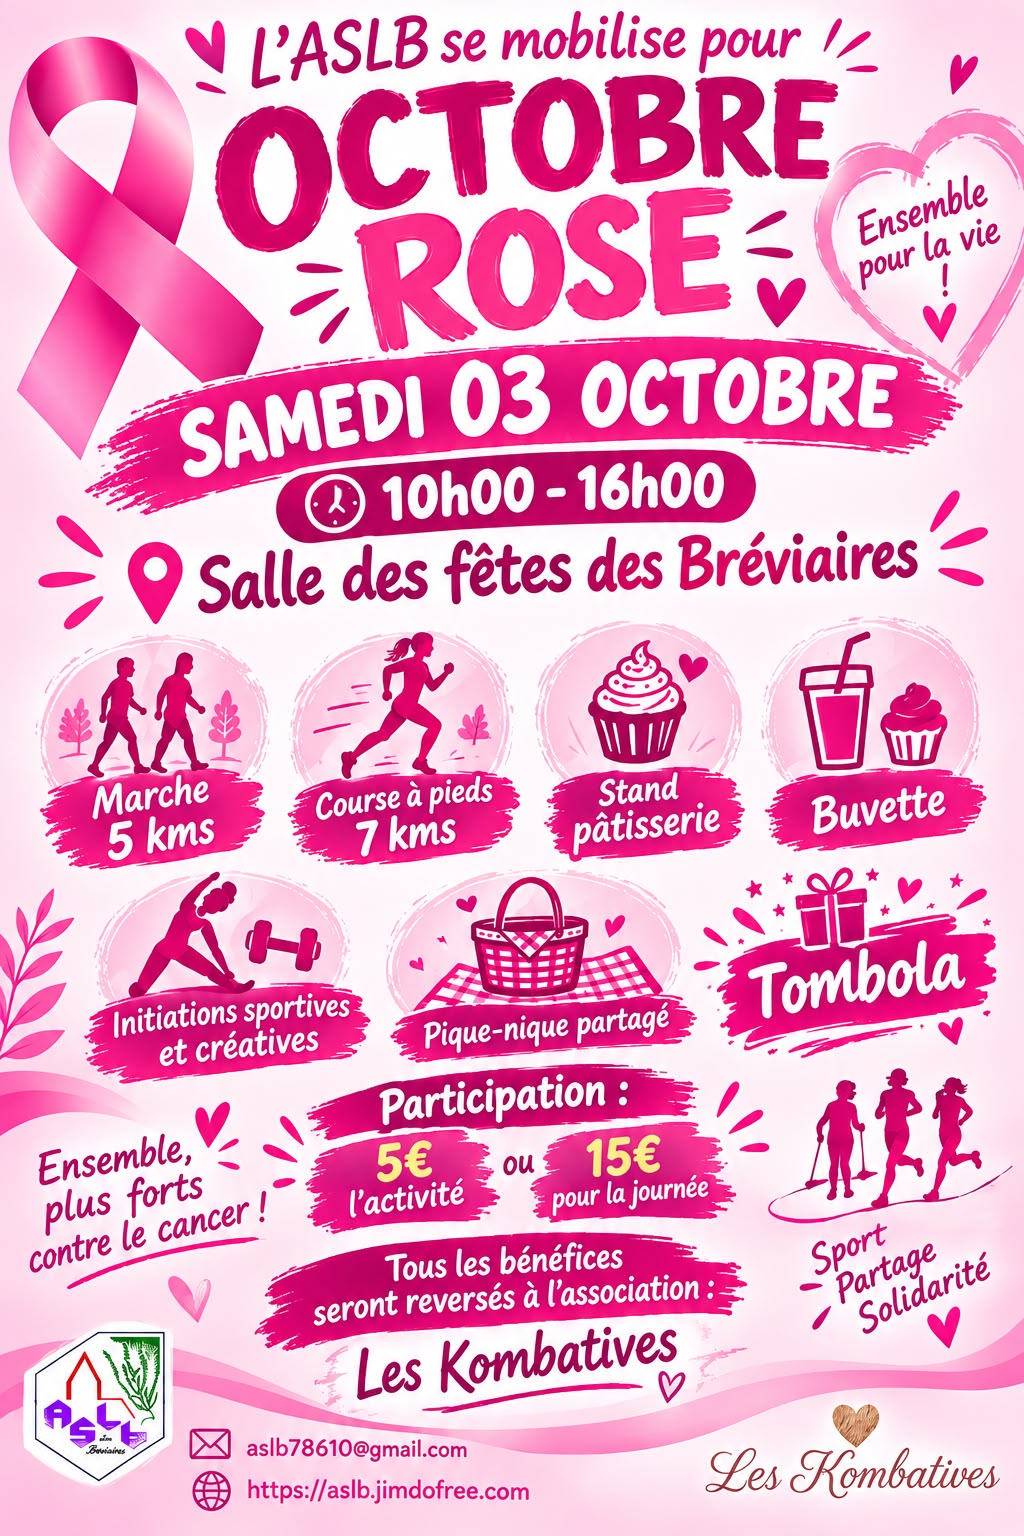 L'ASLB se mobilise pour
OCTOBRE
ROSE
Ensemble
pour la vie
!
SAMEDI 03 OCTOBRE
10h00 - 16h00
Salle des fêtes des Bréviaires
Marche
5 kms
Course à pieds
7 kms
Stand
pâtisserie
Buvette
Initiations sportives
et créatives
Pique-nique partagé
Tombola
Participation :
5€
l'activité
ou
15€
pour la journée
Ensemble,
plus forts
contre le cancer !
Sport
Partage
Solidarité
Tous les bénéfices
seront reversés à l'association :
Les Kombatives
ASLB
Les
Bréviaires
aslb78610@gmail.com
https://aslb.jimdofree.com
Les Kombatives